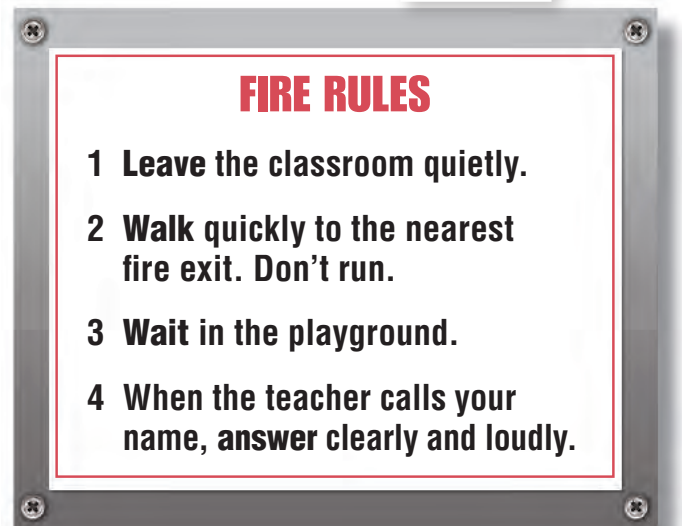 FIRE RULES
1 Leave the classroom quietly.
2 Walk quickly to the nearest
fire exit. Don't run.
3 Wait in the playground.
4 When the teacher calls your
name, answer clearly and loudly.